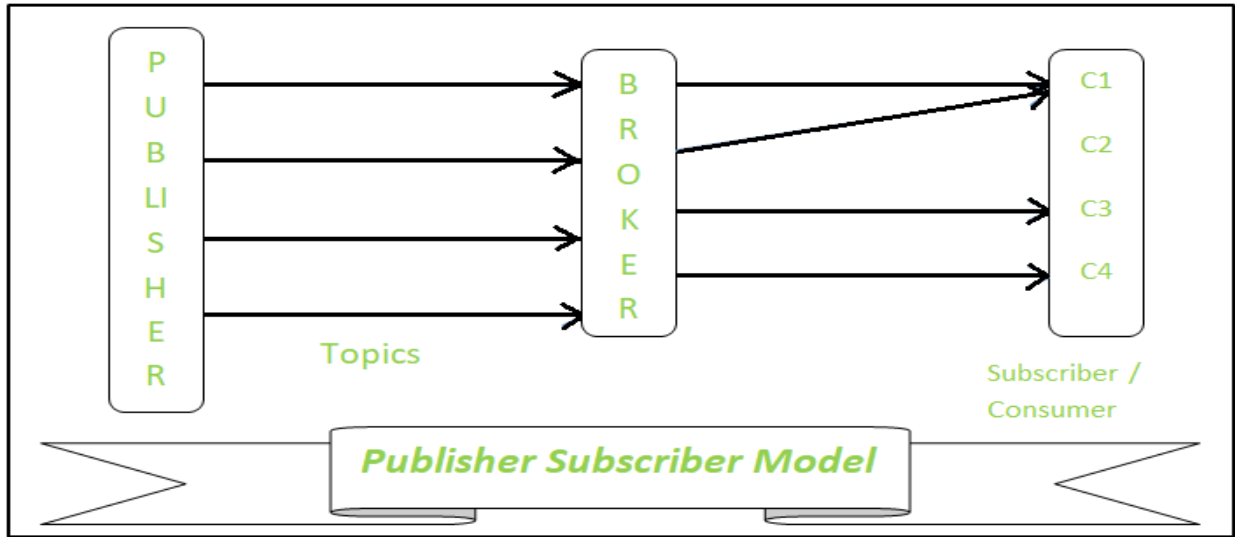 P
U
B
LI
S
H
E
R
B
R
O
K
E
R
C1
C2
C3
C4
Topics
Subscriber /
Consumer
Publisher Subscriber Model